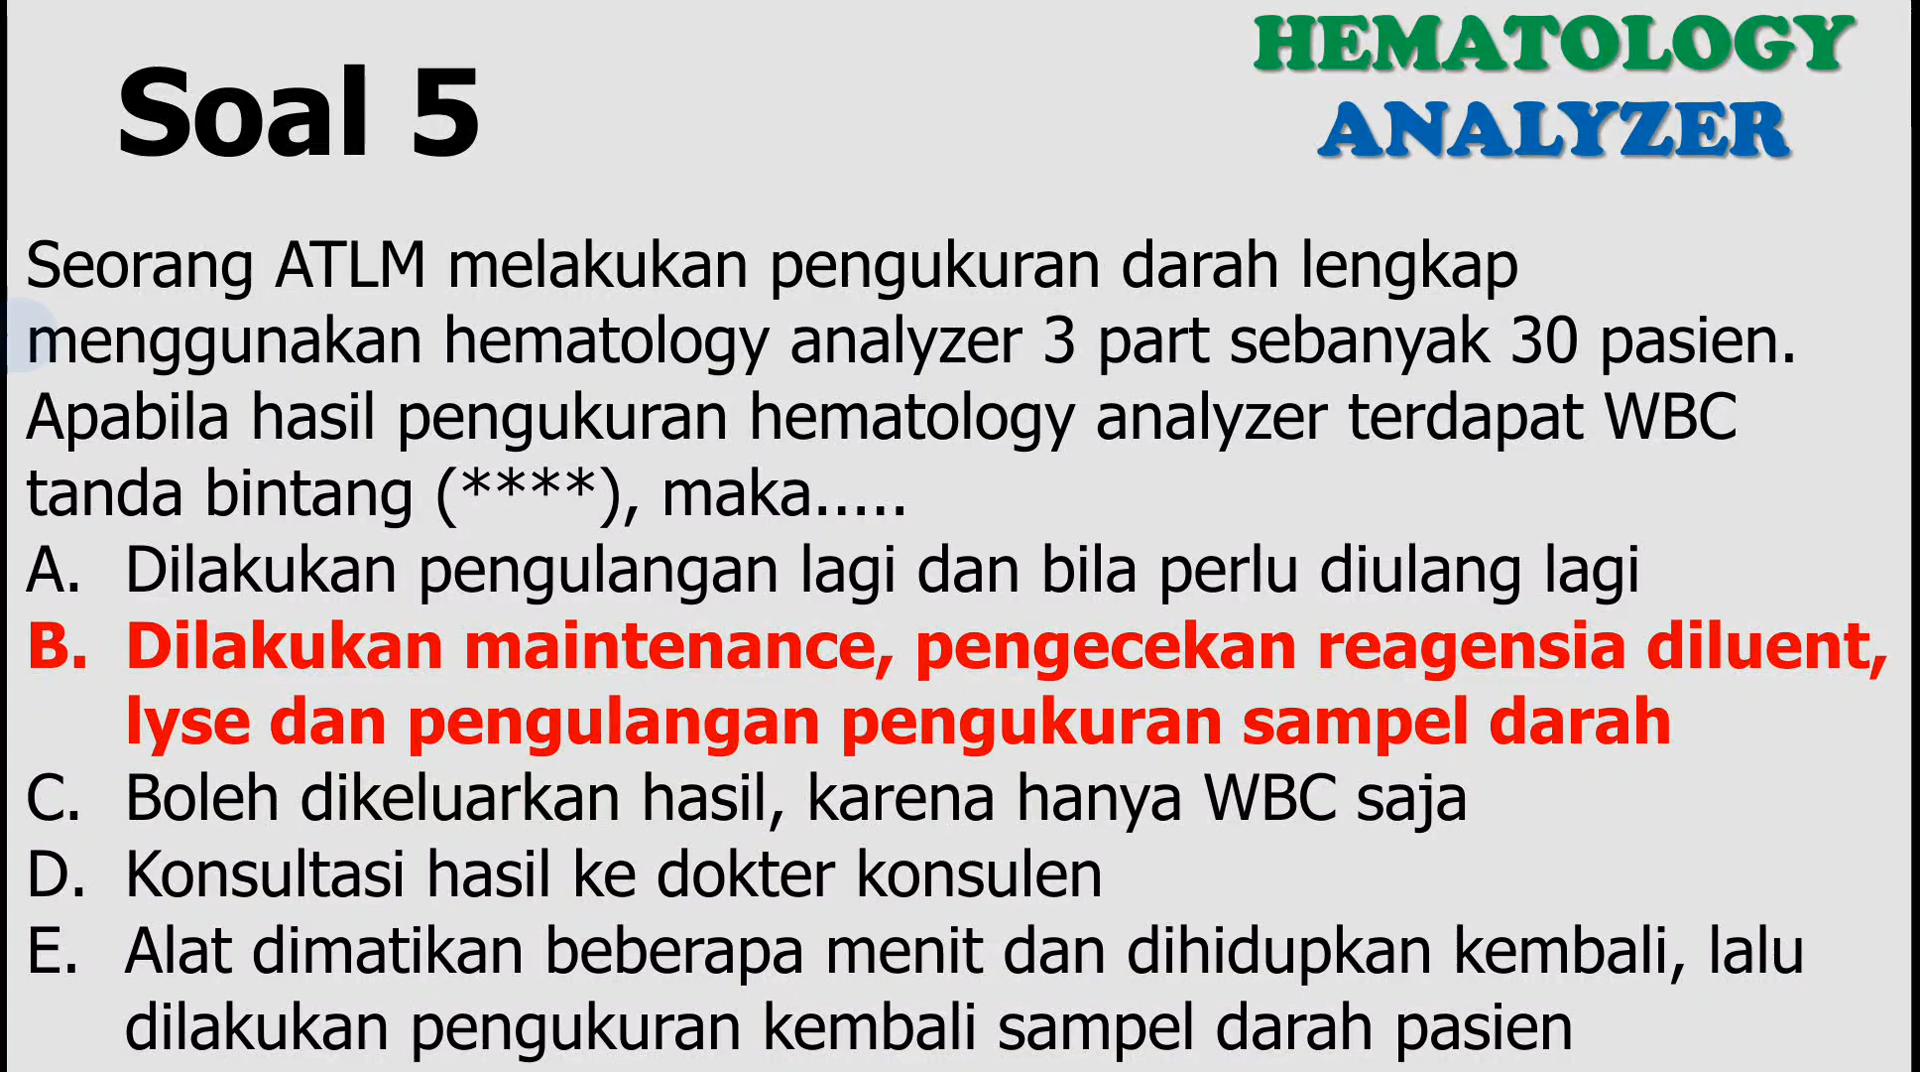 HEMATOLOGY
ANALYZER
Soal 5
Seorang ATLM melakukan pengukuran darah lengkap
menggunakan hematology analyzer 3 part sebanyak 30 pasien.
Apabila hasil pengukuran hematology analyzer terdapat WBC
tanda bintang (****), maka.....
A. Dilakukan pengulangan lagi dan bila perlu diulang lagi
B. Dilakukan maintenance, pengecekan reagensia diluent,
lyse dan pengulangan pengukuran sampel darah
C. Boleh dikeluarkan hasil, karena hanya WBC saja
D. Konsultasi hasil ke dokter konsulen
E. Alat dimatikan beberapa menit dan dihidupkan kembali, lalu
dilakukan pengukuran kembali sampel darah pasien